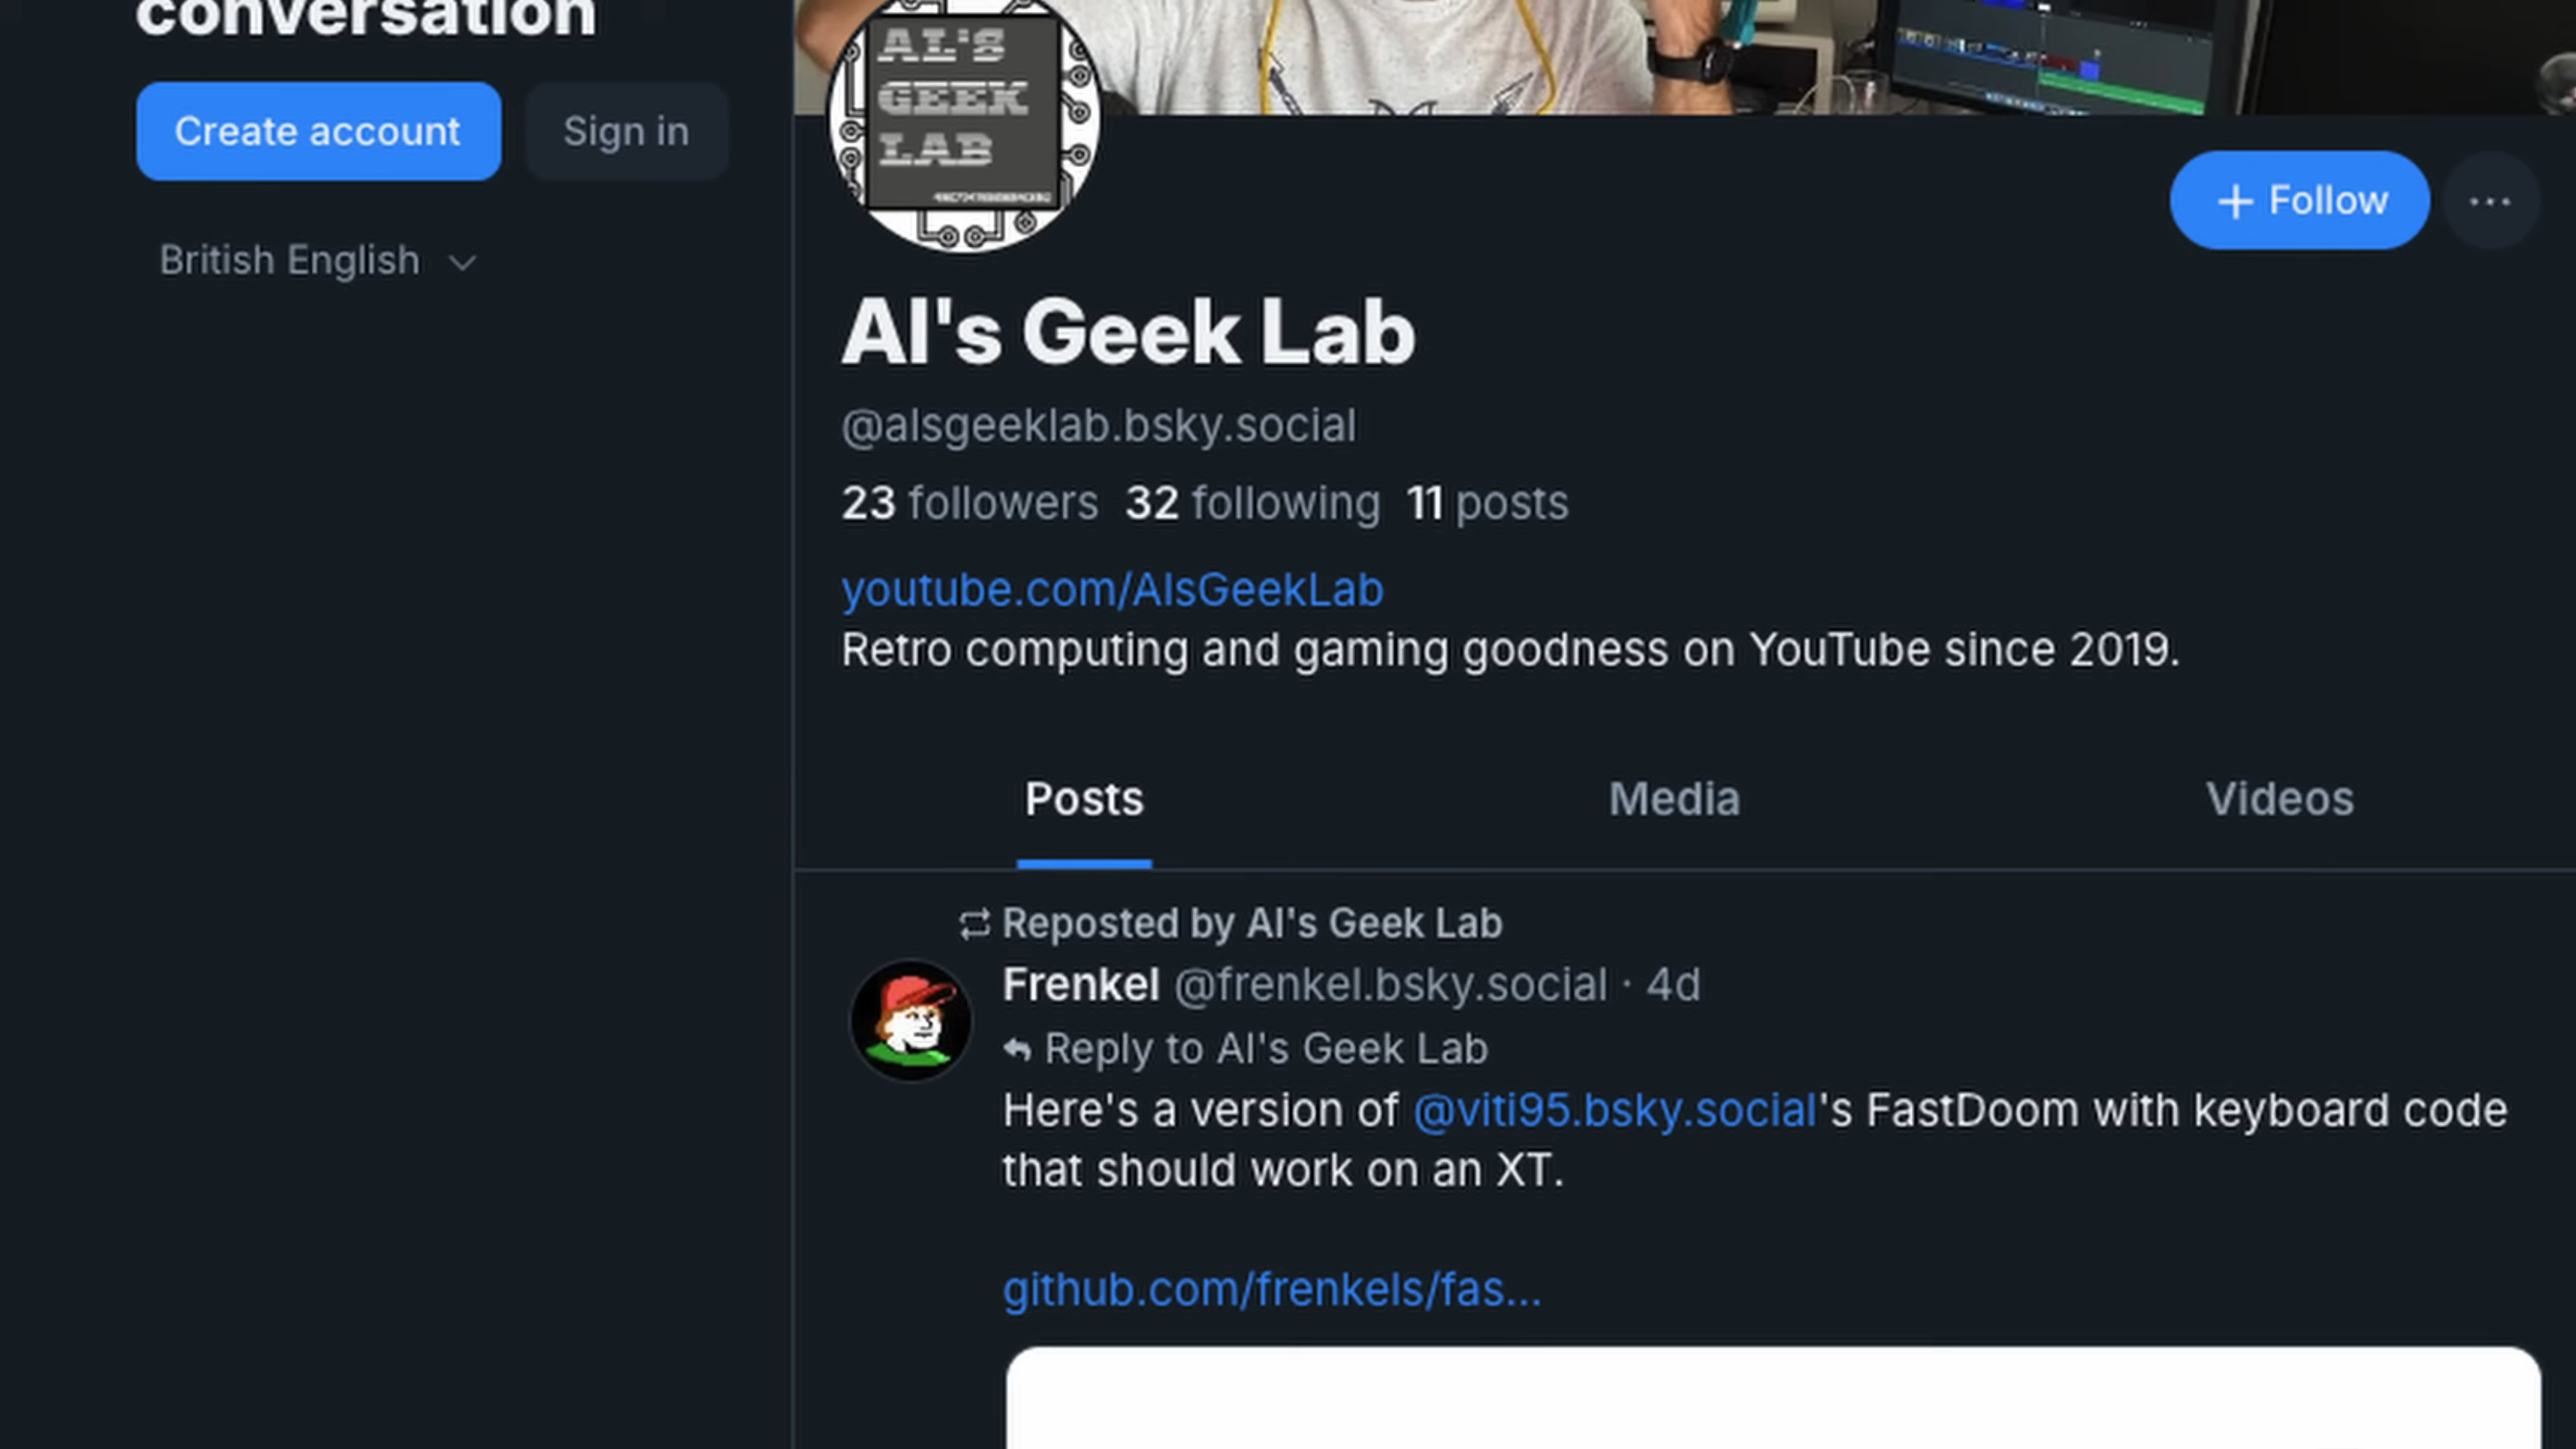 conversation
Create account
Sign in
British English
AL'S
GEEK
LAB
+ Follow
Al's Geek Lab
@alsgeeklab.bsky.social
23 followers 32 following 11 posts
youtube.com/AlsGeekLab
Retro computing and gaming goodness on YouTube since 2019.
Posts
Media
Videos
Reposted by Al's Geek Lab
Frenkel @frenkel.bsky.social · 4d
Reply to Al's Geek Lab
Here's a version of @viti95.bsky.social's FastDoom with keyboard code
that should work on an XT.
github.com/frenkels/fas...